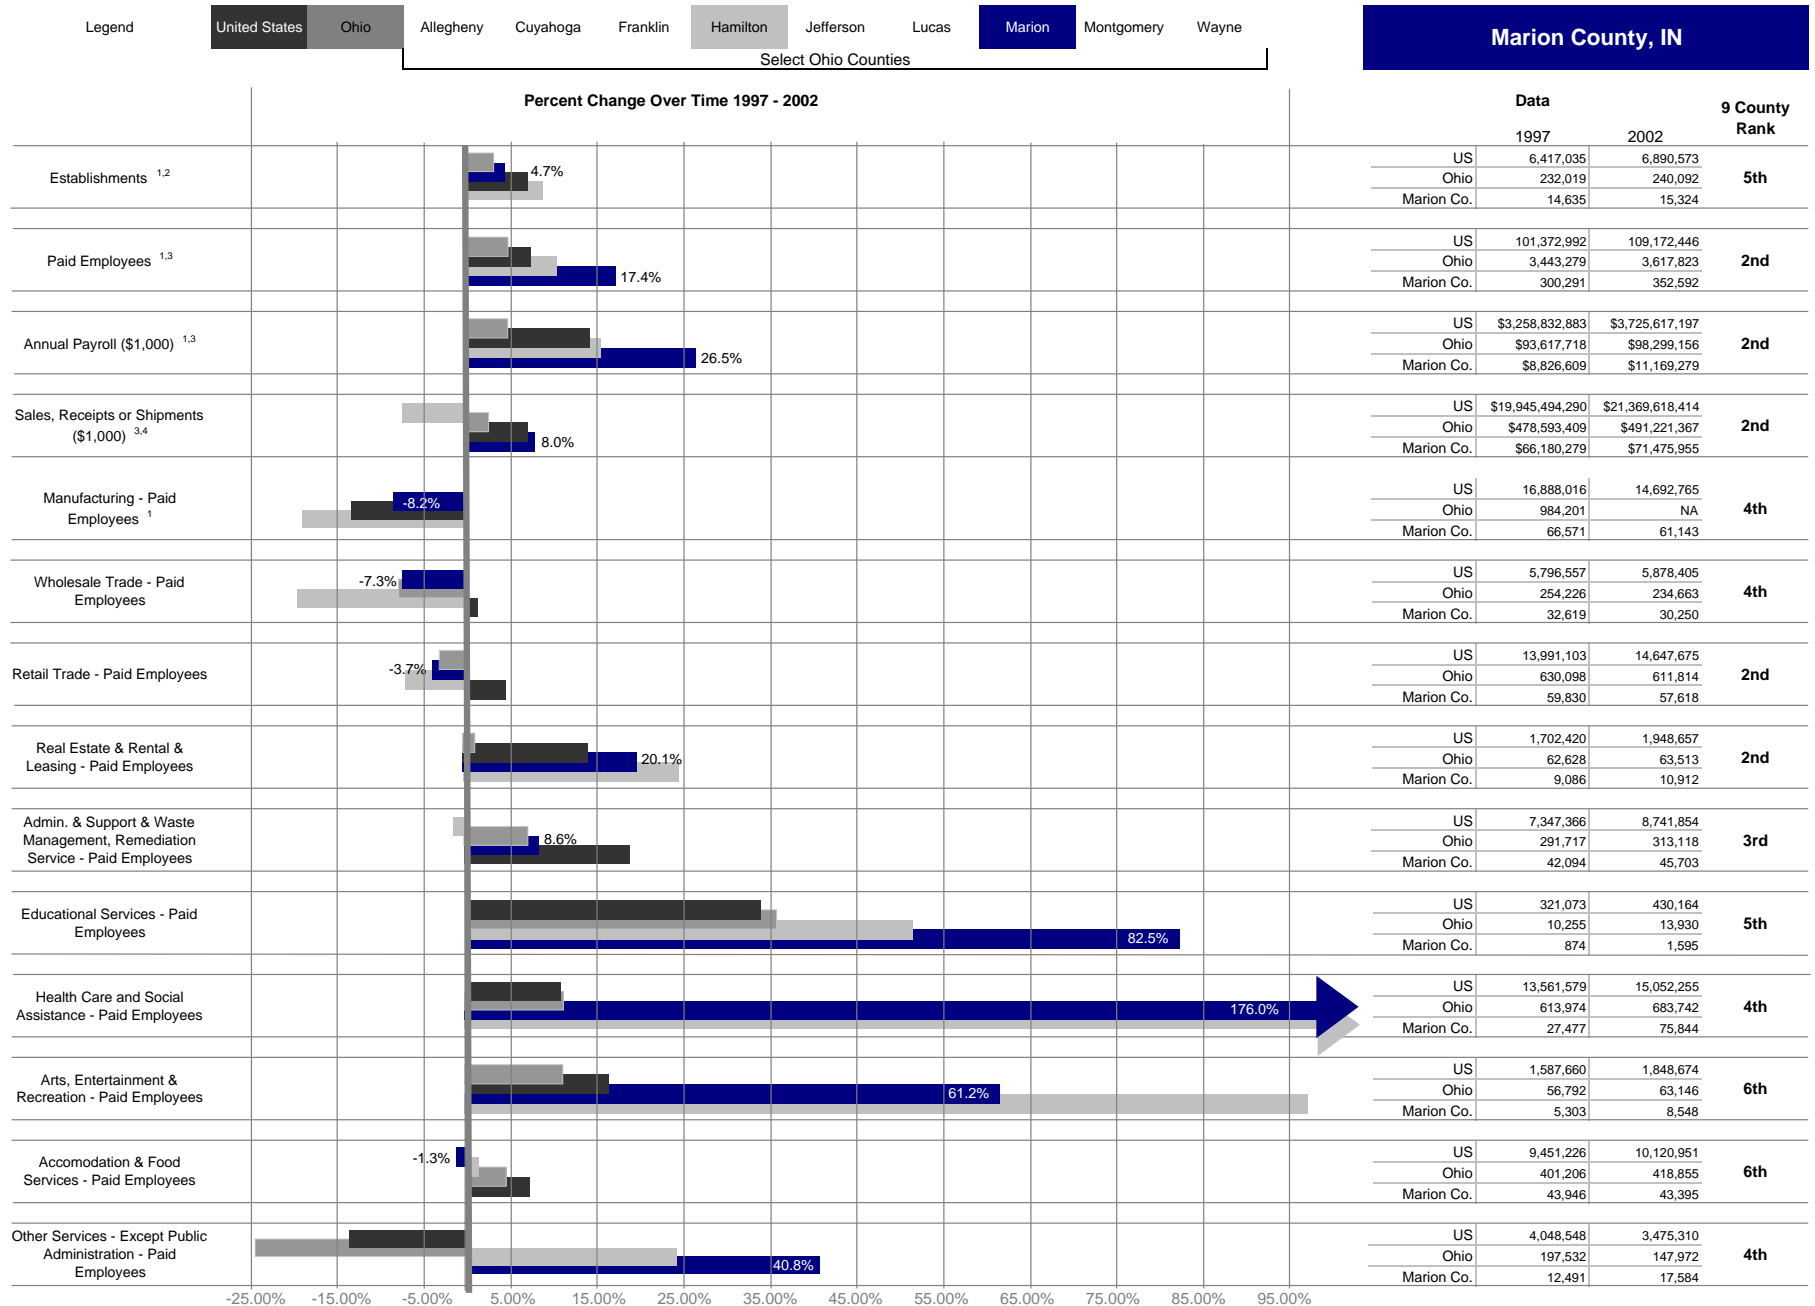 Legend United States Ohio Allegheny Cuyahoga Franklin Hamilton Jefferson Lucas Marion Montgomery Wayne
Select Ohio Counties
Marion County, IN
Percent Change Over Time 1997 - 2002
Data
9 County
Rank
1997 2002
Establishments 1,2
4.7%
US 6,417,035 6,890,573
Ohio 232,019 240,092
Marion Co. 14,635 15,324
5th
Paid Employees 1,3
17.4%
US 101,372,992 109,172,446
Ohio 3,443,279 3,617,823
Marion Co. 300,291 352,592
2nd
Annual Payroll ($1,000) 1,3
26.5%
US $3,258,832,883 $3,725,617,197
Ohio $93,617,718 $98,299,156
Marion Co. $8,826,609 $11,169,279
2nd
Sales, Receipts or Shipments
($1,000) 3,4
8.0%
US $19,945,494,290 $21,369,618,414
Ohio $478,593,409 $491,221,367
Marion Co. $66,180,279 $71,475,955
2nd
Manufacturing - Paid
Employees 1
-8.2%
US 16,888,016 14,692,765
Ohio 984,201 NA
Marion Co. 66,571 61,143
4th
Wholesale Trade - Paid
Employees
-7.3%
US 5,796,557 5,878,405
Ohio 254,226 234,663
Marion Co. 32,619 30,250
4th
Retail Trade - Paid Employees
-3.7%
US 13,991,103 14,647,675
Ohio 630,098 611,814
Marion Co. 59,830 57,618
2nd
Real Estate & Rental &
Leasing - Paid Employees
20.1%
US 1,702,420 1,948,657
Ohio 62,628 63,513
Marion Co. 9,086 10,912
2nd
Admin. & Support & Waste
Management, Remediation
Service - Paid Employees
8.6%
US 7,347,366 8,741,854
Ohio 291,717 313,118
Marion Co. 42,094 45,703
3rd
Educational Services - Paid
Employees
82.5%
US 321,073 430,164
Ohio 10,255 13,930
Marion Co. 874 1,595
5th
Health Care and Social
Assistance - Paid Employees
176.0%
US 13,561,579 15,052,255
Ohio 613,974 683,742
Marion Co. 27,477 75,844
4th
Arts, Entertainment &
Recreation - Paid Employees
61.2%
US 1,587,660 1,848,674
Ohio 56,792 63,146
Marion Co. 5,303 8,548
6th
Accomodation & Food
Services - Paid Employees
-1.3%
US 9,451,226 10,120,951
Ohio 401,206 418,855
Marion Co. 43,946 43,395
6th
Other Services - Except Public
Administration - Paid
Employees
40.8%
US 4,048,548 3,475,310
Ohio 197,532 147,972
Marion Co. 12,491 17,584
4th
-25.00% -15.00% -5.00% 5.00% 15.00% 25.00% 35.00% 45.00% 55.00% 65.00% 75.00% 85.00% 95.00%